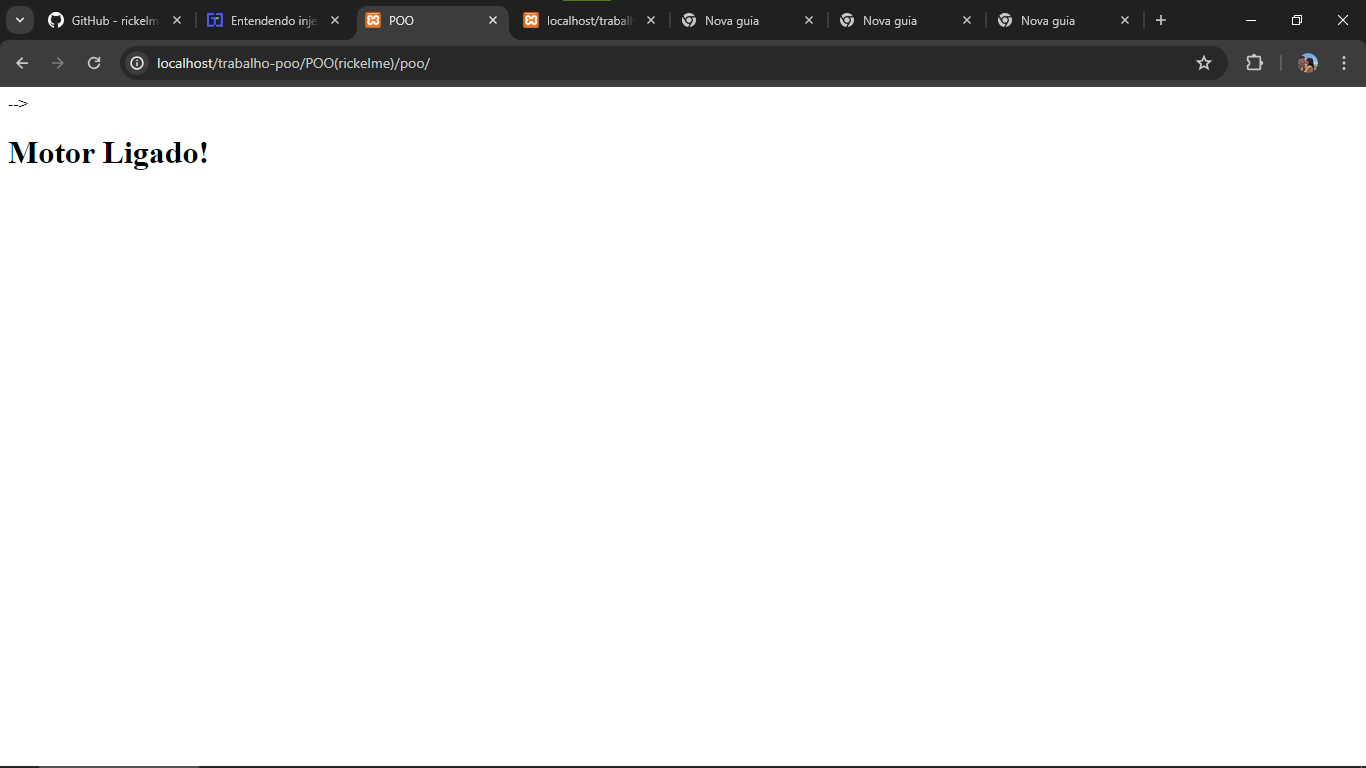 GitHub - rickelm
Entendendo inje
POO
localhost/trabalh
Nova guia
Nova guia
Nova guia
localhost/trabalho-poo/POO(rickelme)/poo/
-->
Motor Ligado!